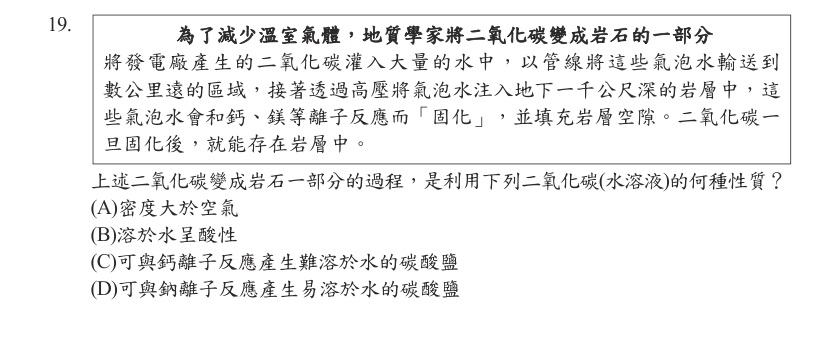 19.
為了減少溫室氣體，地質學家將二氧化碳變成岩石的一部分
將發電廠產生的二氧化碳灌入大量的水中，以管線將這些氣泡水輸送到
數公里遠的區域，接著透過高壓將氣泡水注入地下一千公尺深的岩層中，這
些氣泡水會和鈣、鎂等離子反應而「固化」，並填充岩層空隙。二氧化碳一
旦固化後，就能存在岩層中。
上述二氧化碳變成岩石一部分的過程，是利用下列二氧化碳(水溶液)的何種性質？
(A)密度大於空氣
(B)溶於水呈酸性
(C)可與鈣離子反應產生難溶於水的碳酸鹽
(D)可與鈉離子反應產生易溶於水的碳酸鹽